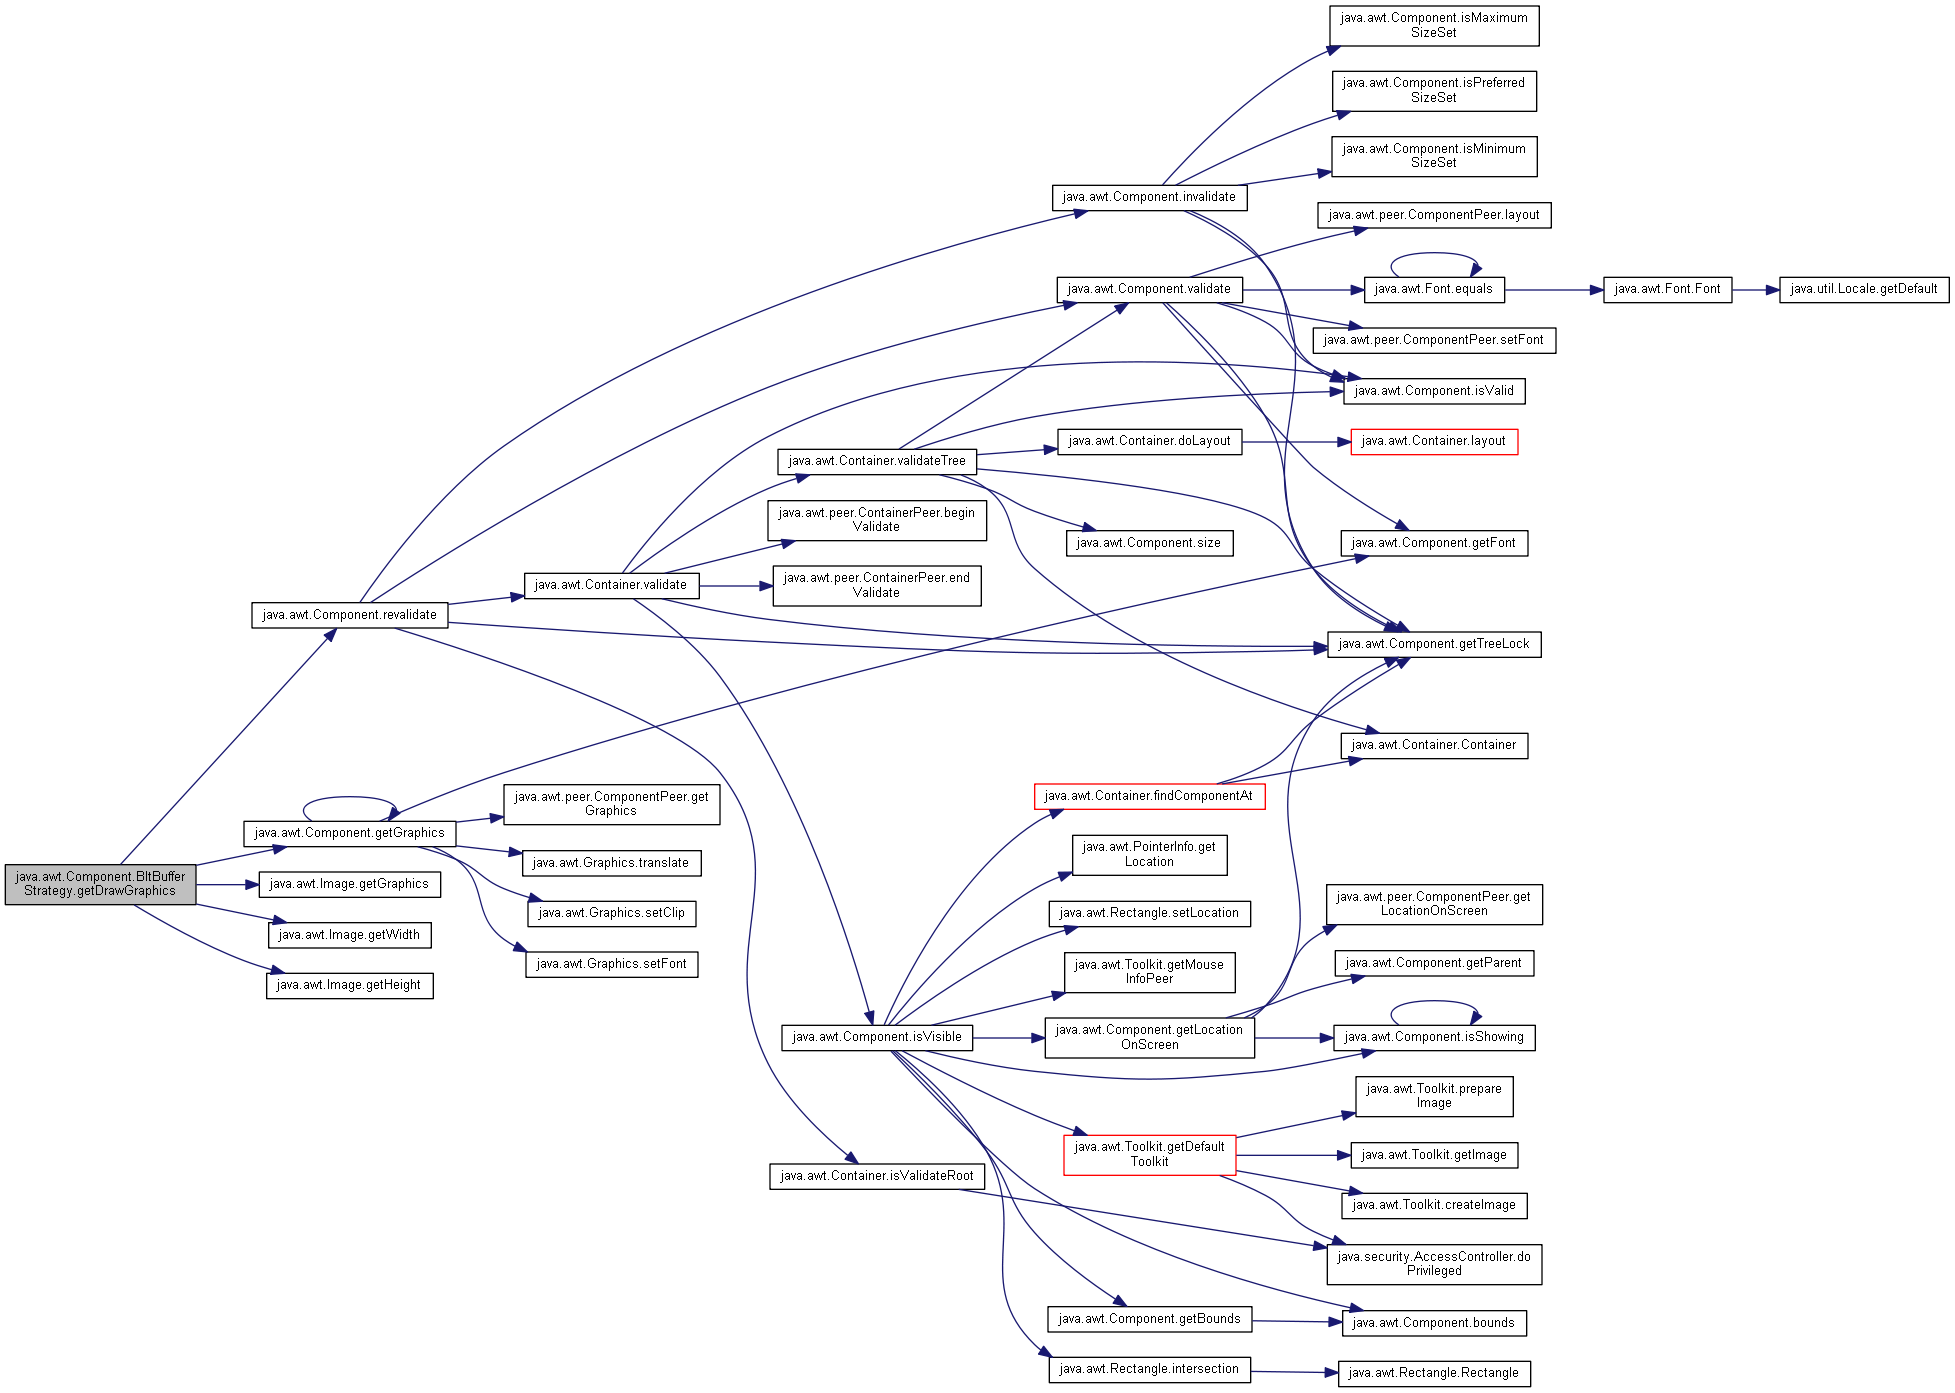 java.awt.Component.BltBuffer
Strategy.getDrawGraphics
java.awt.Component.revalidate
java.awt.Component.getGraphics
java.awt.Image.getGraphics
java.awt.Image.getWidth
java.awt.Image.getHeight
java.awt.Container.validate
java.awt.peer.ComponentPeer.get
Graphics
java.awt.Graphics.translate
java.awt.Graphics.setClip
java.awt.Graphics.setFont
java.awt.Container.validateTree
java.awt.peer.ContainerPeer.begin
Validate
java.awt.peer.ContainerPeer.end
Validate
java.awt.Component.isVisible
java.awt.Container.isValidateRoot
java.awt.Component.invalidate
java.awt.Component.validate
java.awt.Container.doLayout
java.awt.Component.size
java.awt.Container.findComponentAt
java.awt.PointerInfo.get
Location
java.awt.Rectangle.setLocation
java.awt.Toolkit.getMouse
InfoPeer
java.awt.Component.getLocation
OnScreen
java.awt.Toolkit.getDefault
Toolkit
java.awt.Component.getBounds
java.awt.Rectangle.intersection
java.awt.Component.isMaximum
SizeSet
java.awt.Component.isPreferred
SizeSet
java.awt.Component.isMinimum
SizeSet
java.awt.peer.ComponentPeer.layout
java.awt.Font.equals
java.awt.peer.ComponentPeer.setFont
java.awt.Component.isValid
java.awt.Container.layout
java.awt.Component.getFont
java.awt.Component.getTreeLock
java.awt.Container.Container
java.awt.peer.ComponentPeer.get
LocationOnScreen
java.awt.Component.getParent
java.awt.Component.isShowing
java.awt.Toolkit.prepare
Image
java.awt.Toolkit.getImage
java.awt.Toolkit.createImage
java.security.AccessController.do
Privileged
java.awt.Component.bounds
java.awt.Rectangle.Rectangle
java.awt.Font.Font
java.util.Locale.getDefault